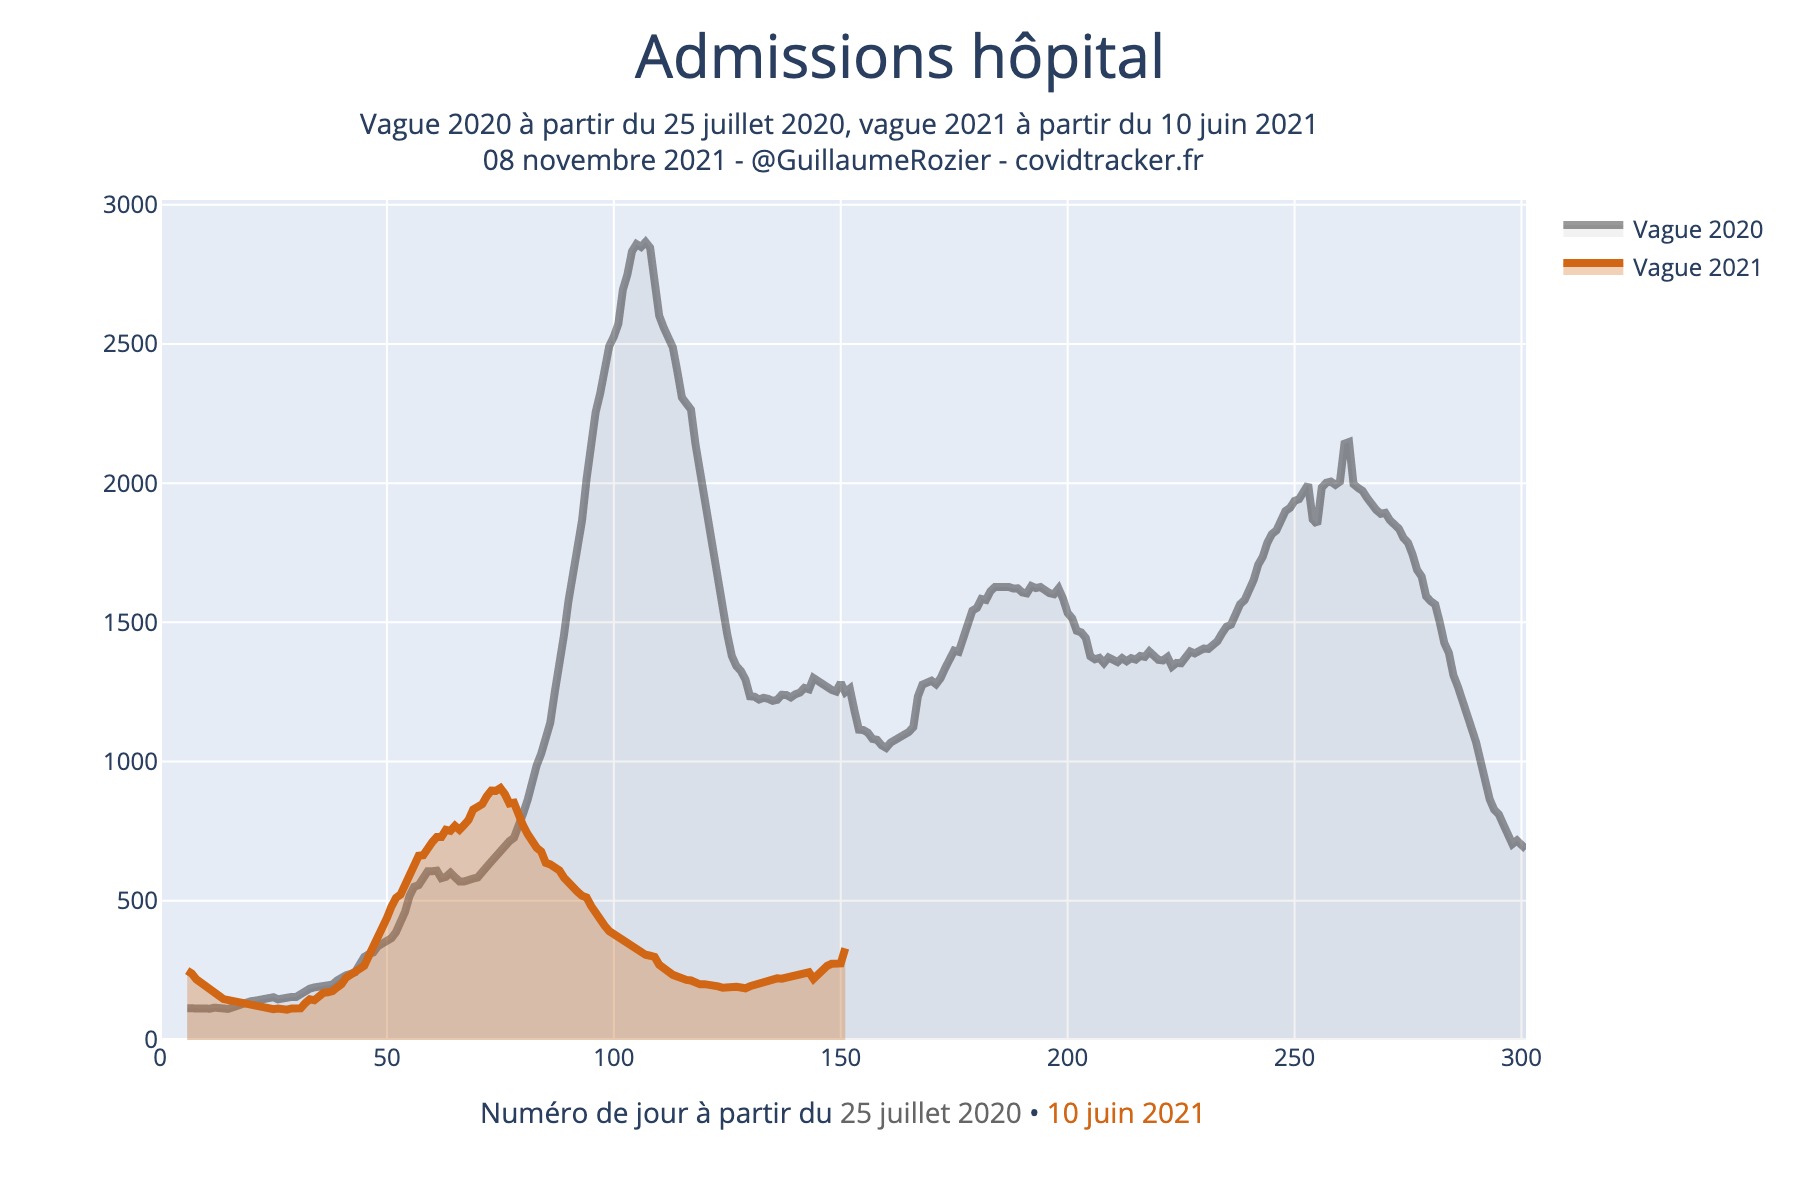 Admissions hôpital
Vague 2020 à partir du 25 juillet 2020, vague 2021 à partir du 10 juin 2021
08 novembre 2021 - @GuillaumeRozier - covidtracker.fr
3000
2500
2000
1500
1000
500
0
0 50 100 150 200 250 300
Vague 2020
Vague 2021
Numéro de jour à partir du 25 juillet 2020 • 10 juin 2021